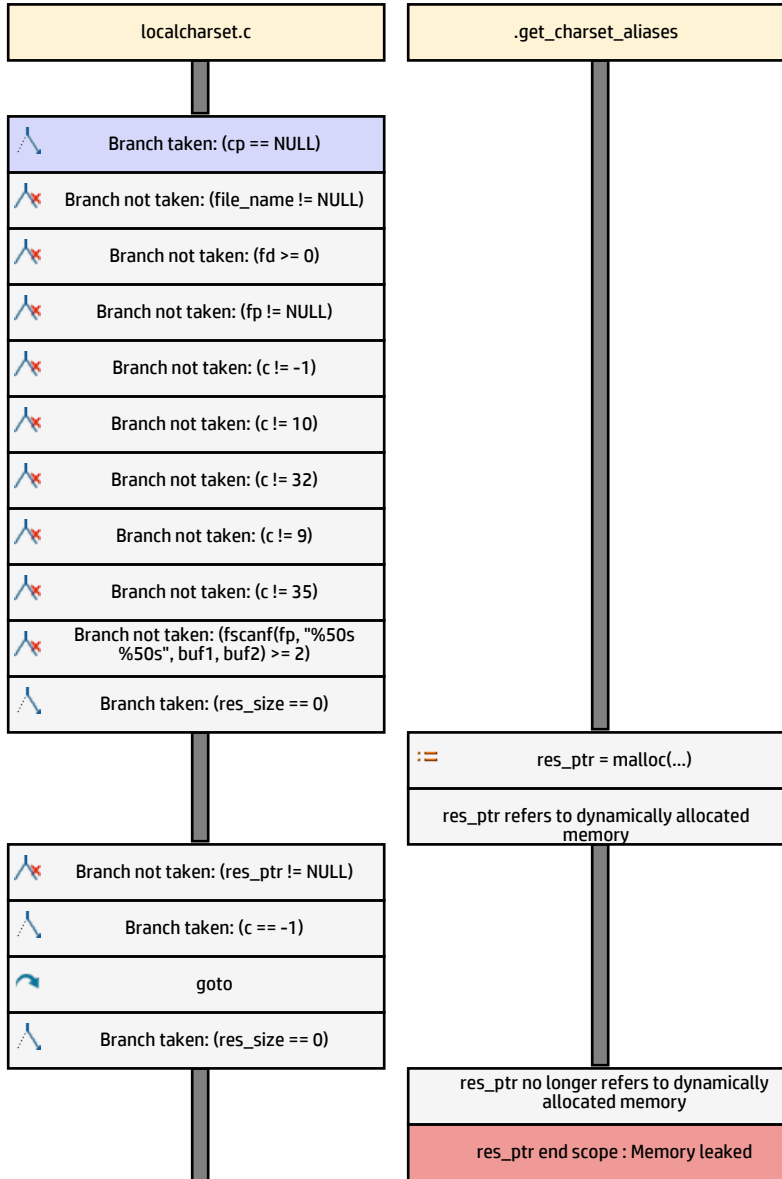 localcharset.c
.get_charset_aliases
Branch taken: (cp == NULL)
Branch not taken: (file_name != NULL)
Branch not taken: (fd >= 0)
Branch not taken: (fp != NULL)
Branch not taken: (c != -1)
Branch not taken: (c != 10)
Branch not taken: (c != 32)
Branch not taken: (c != 9)
Branch not taken: (c != 35)
Branch not taken: (fscanf(fp, "%50s
%50s", buf1, buf2) >= 2)
Branch taken: (res_size == 0)
:= res_ptr = malloc(...)
res_ptr refers to dynamically allocated
memory
Branch not taken: (res_ptr != NULL)
Branch taken: (c == -1)
goto
Branch taken: (res_size == 0)
res_ptr no longer refers to dynamically
allocated memory
res_ptr end scope : Memory leaked